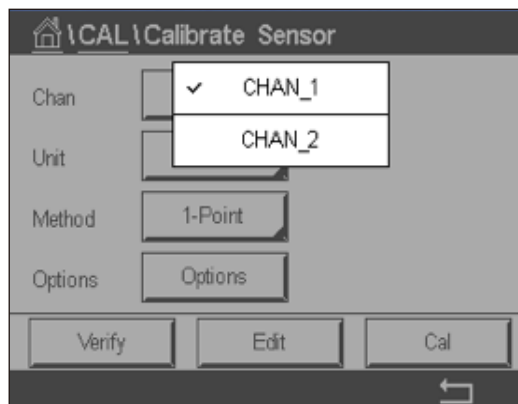 \CAL\Calibrate Sensor
Chan
✓ CHAN_1
CHAN_2
Unit
Method 1-Point
Options Options
Verify Edit Cal